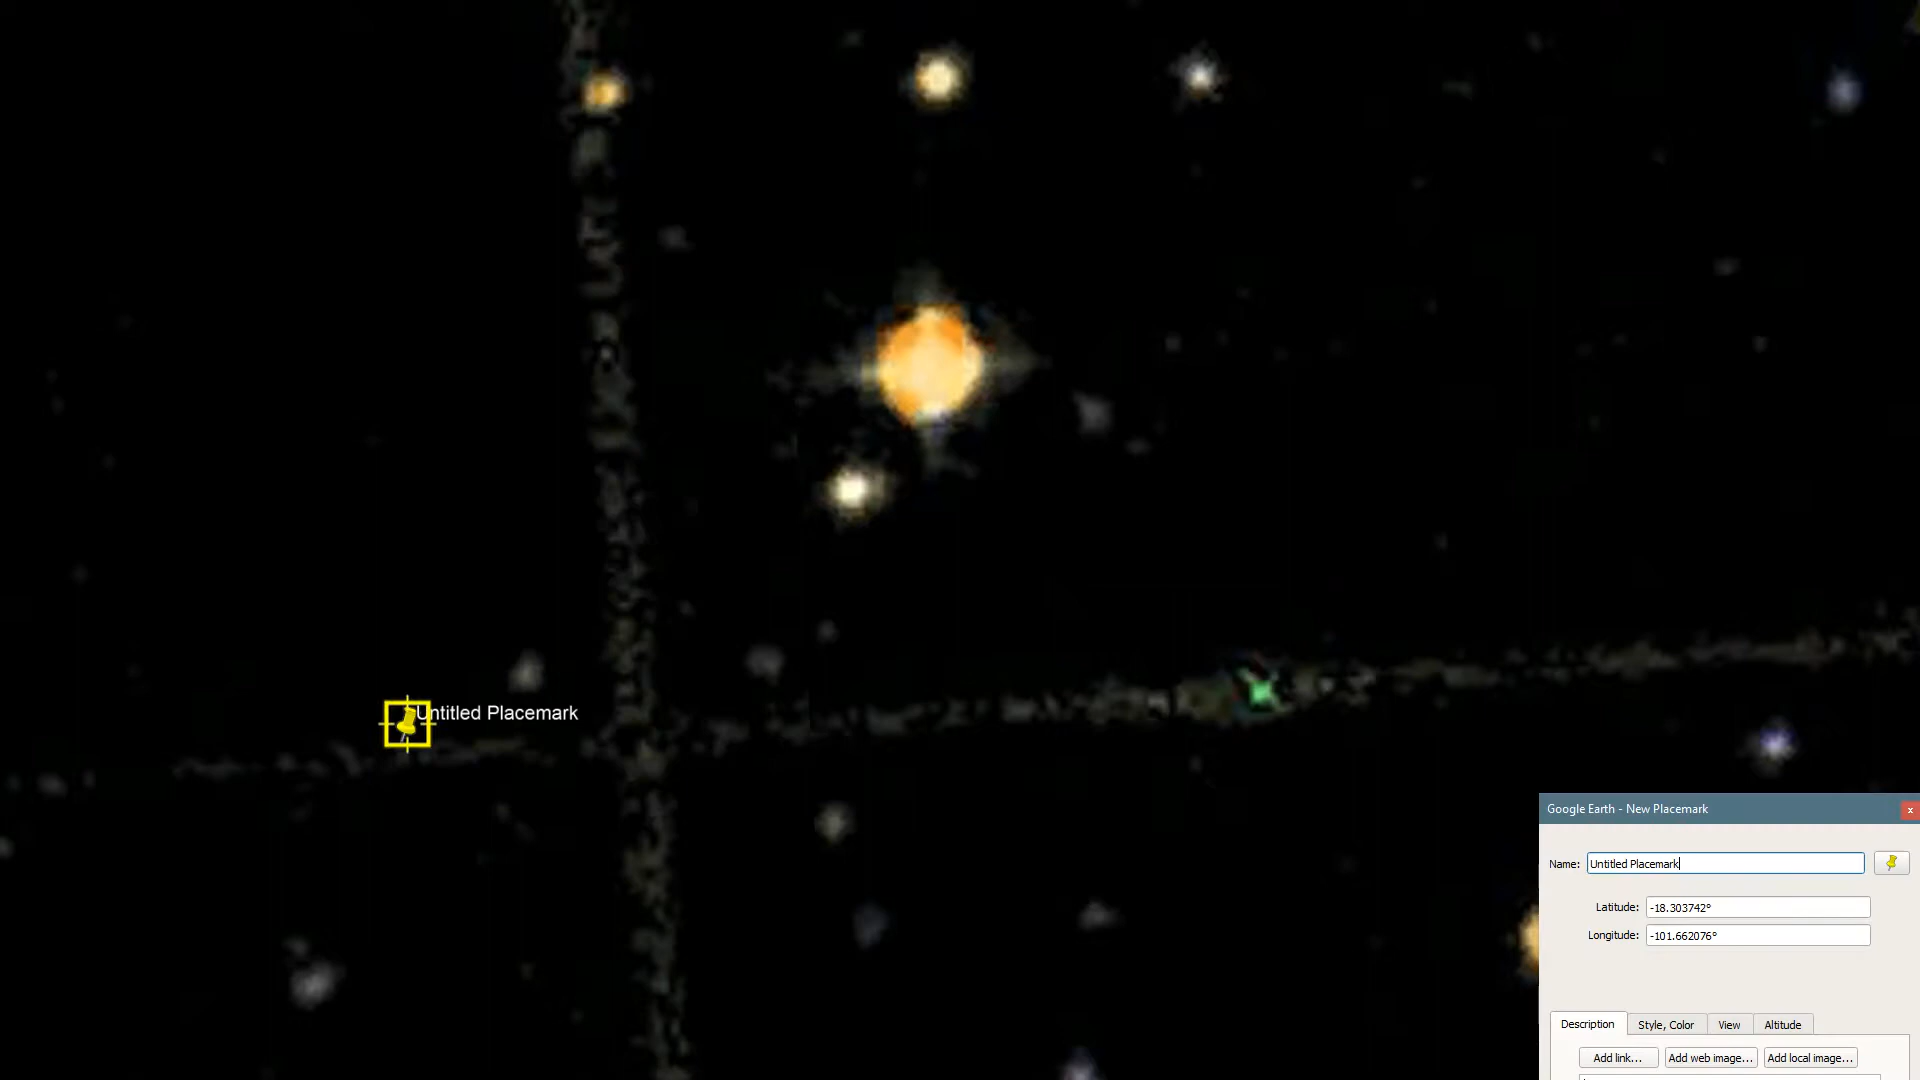 Untitled Placemark
Google Earth - New Placemark
x
Name: Untitled Placemark
Latitude: -18.303742°
Longitude: -101.662076°
Description Style, Color View Altitude
Add link... Add web image... Add local image...